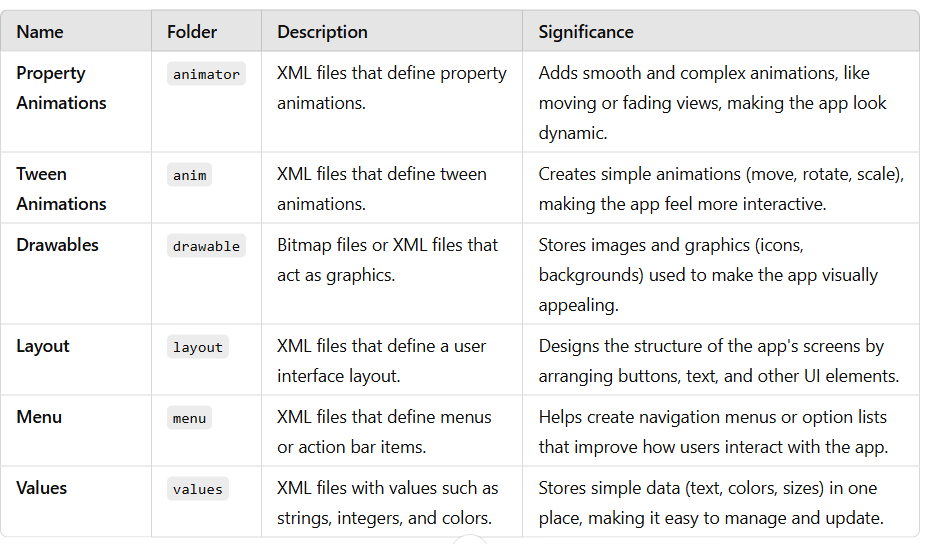 Name Folder Description Significance
Property Animations animator XML files that define property animations. Adds smooth and complex animations, like moving or fading views, making the app look dynamic.
Tween Animations anim XML files that define tween animations. Creates simple animations (move, rotate, scale), making the app feel more interactive.
Drawables drawable Bitmap files or XML files that act as graphics. Stores images and graphics (icons, backgrounds) used to make the app visually appealing.
Layout layout XML files that define a user interface layout. Designs the structure of the app's screens by arranging buttons, text, and other UI elements.
Menu menu XML files that define menus or action bar items. Helps create navigation menus or option lists that improve how users interact with the app.
Values values XML files with values such as strings, integers, and colors. Stores simple data (text, colors, sizes) in one place, making it easy to manage and update.